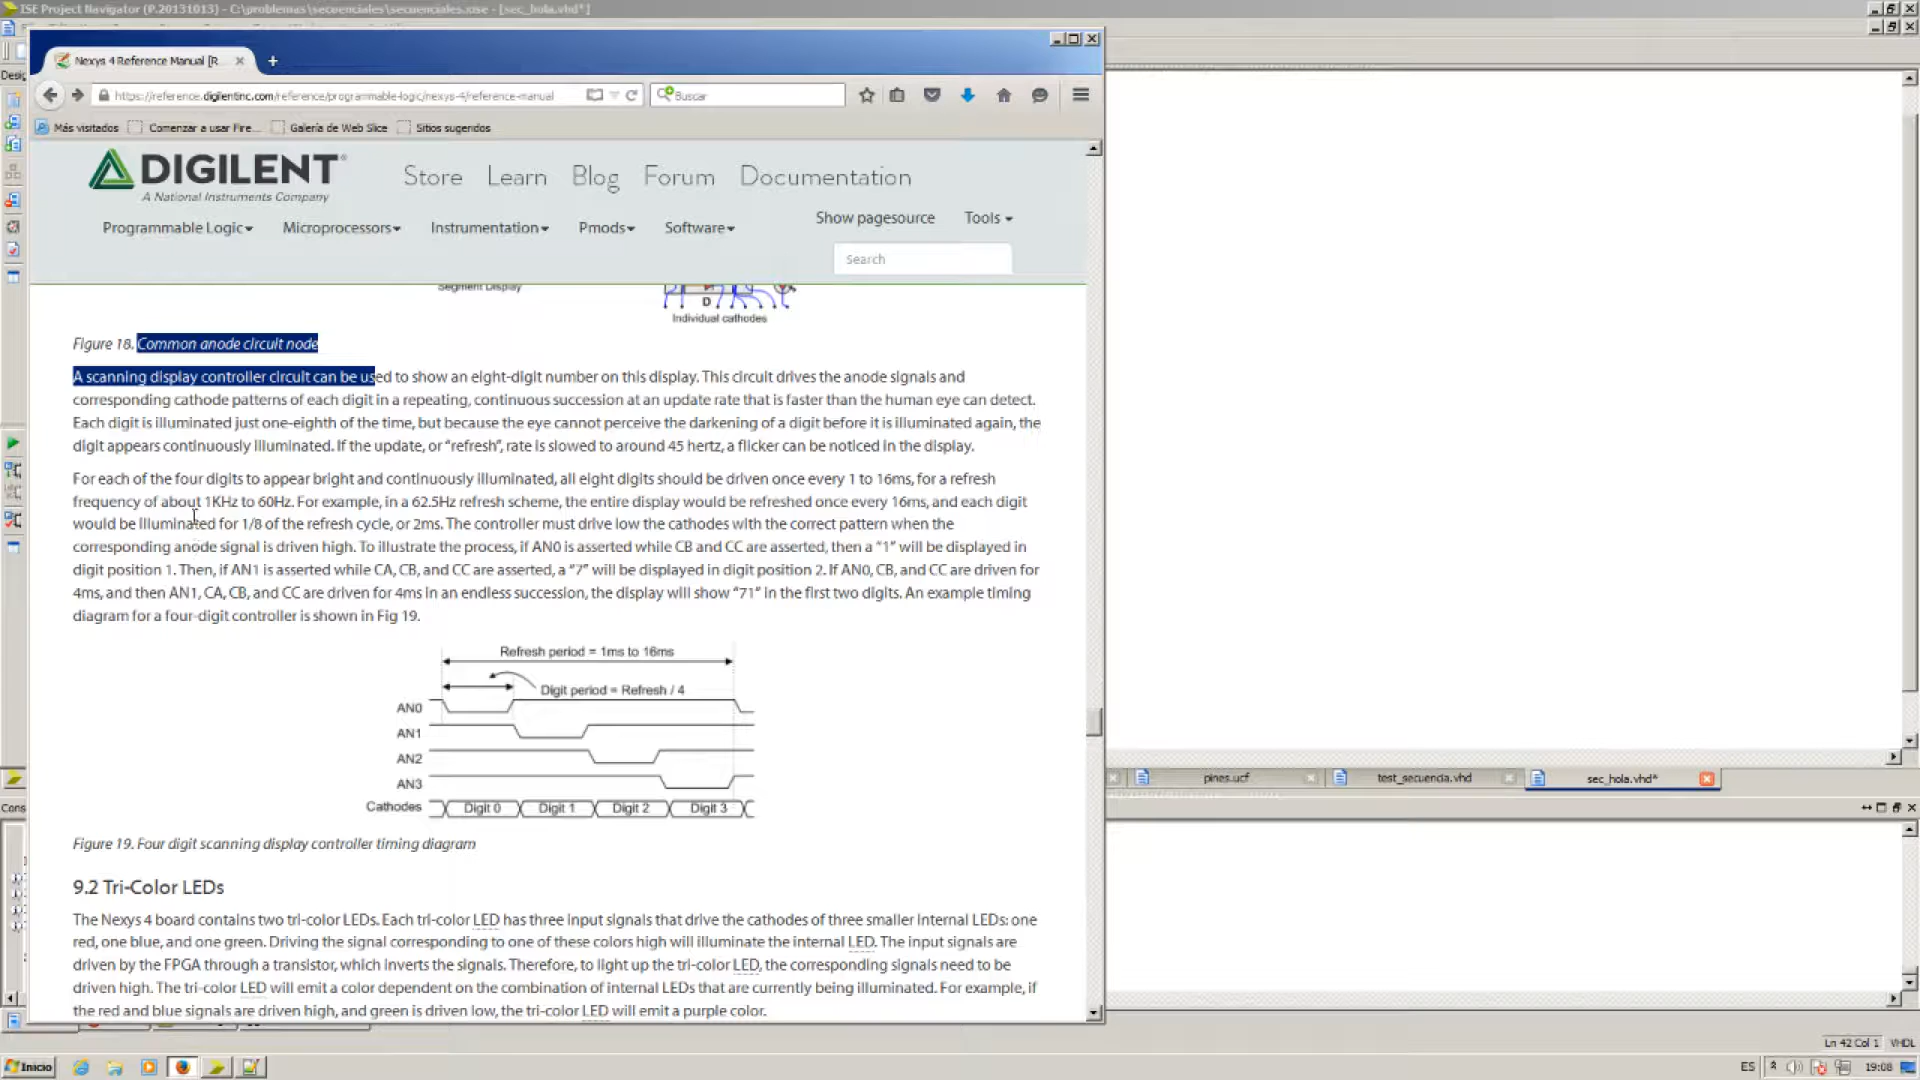 ISE Project Navigator (P.20131013) - C:\problemas\secuenciales\secuenciales.xise - [sec_hola.vhd*]
Nexys 4 Reference Manual [R
https://reference.digilentinc.com/reference/programmable-logic/nexys-4/reference-manual
Buscar
Más visitados
Comenzar a usar Fire...
Galería de Web Slice
Sitios sugeridos
DIGILENT
A National Instruments Company
Store Learn Blog Forum Documentation
Show pagesource Tools
Programmable Logic Microprocessors Instrumentation Pmods Software
Search
Segment Display
D
Individual cathodes
Figure 18. Common anode circuit node
A scanning display controller circuit can be used to show an eight-digit number on this display. This circuit drives the anode signals and
corresponding cathode patterns of each digit in a repeating, continuous succession at an update rate that is faster than the human eye can detect.
Each digit is illuminated just one-eighth of the time, but because the eye cannot perceive the darkening of a digit before it is illuminated again, the
digit appears continuously illuminated. If the update, or “refresh”, rate is slowed to around 45 hertz, a flicker can be noticed in the display.
For each of the four digits to appear bright and continuously illuminated, all eight digits should be driven once every 1 to 16ms, for a refresh
frequency of about 1KHz to 60Hz. For example, in a 62.5Hz refresh scheme, the entire display would be refreshed once every 16ms, and each digit
would be illuminated for 1/8 of the refresh cycle, or 2ms. The controller must drive low the cathodes with the correct pattern when the
corresponding anode signal is driven high. To illustrate the process, if AN0 is asserted while CB and CC are asserted, then a “1” will be displayed in
digit position 1. Then, if AN1 is asserted while CA, CB, and CC are asserted, a “7” will be displayed in digit position 2. If AN0, CB, and CC are driven for
4ms, and then AN1, CA, CB, and CC are driven for 4ms in an endless succession, the display will show “71” in the first two digits. An example timing
diagram for a four-digit controller is shown in Fig 19.
Refresh period = 1ms to 16ms
Digit period = Refresh / 4
AN0
AN1
AN2
AN3
Cathodes Digit 0 Digit 1 Digit 2 Digit 3
Figure 19. Four digit scanning display controller timing diagram
9.2 Tri-Color LEDs
The Nexys 4 board contains two tri-color LEDs. Each tri-color LED has three input signals that drive the cathodes of three smaller internal LEDs: one
red, one blue, and one green. Driving the signal corresponding to one of these colors high will illuminate the internal LED. The input signals are
driven by the FPGA through a transistor, which inverts the signals. Therefore, to light up the tri-color LED, the corresponding signals need to be
driven high. The tri-color LED will emit a color dependent on the combination of internal LEDs that are currently being illuminated. For example, if
the red and blue signals are driven high, and green is driven low, the tri-color LED will emit a purple color.
Desig
Cons
pines.ucf
test_secuencia.vhd
sec_hola.vhd*
Ln 42 Col 1 VHDL
Inicio
ES
19:08